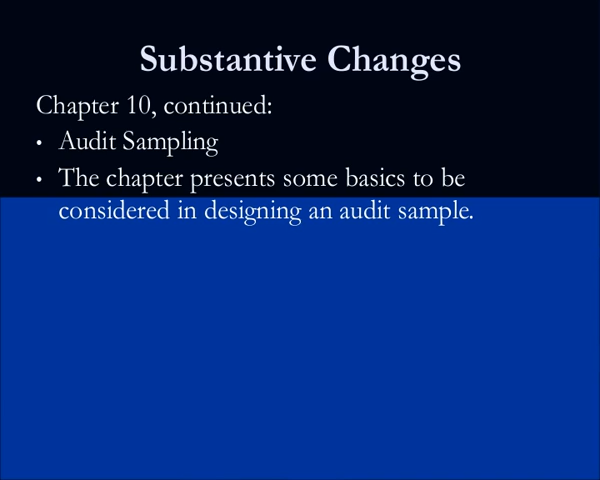 Substantive Changes
Chapter 10, continued:
• Audit Sampling
• The chapter presents some basics to be
considered in designing an audit sample.